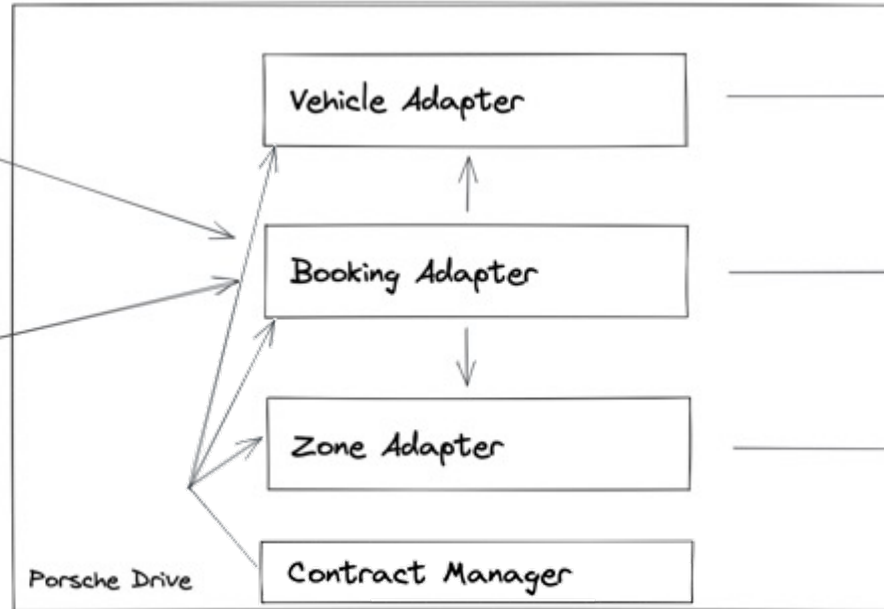 Vehicle Adapter
Booking Adapter
Zone Adapter
Contract Manager
Porsche Drive